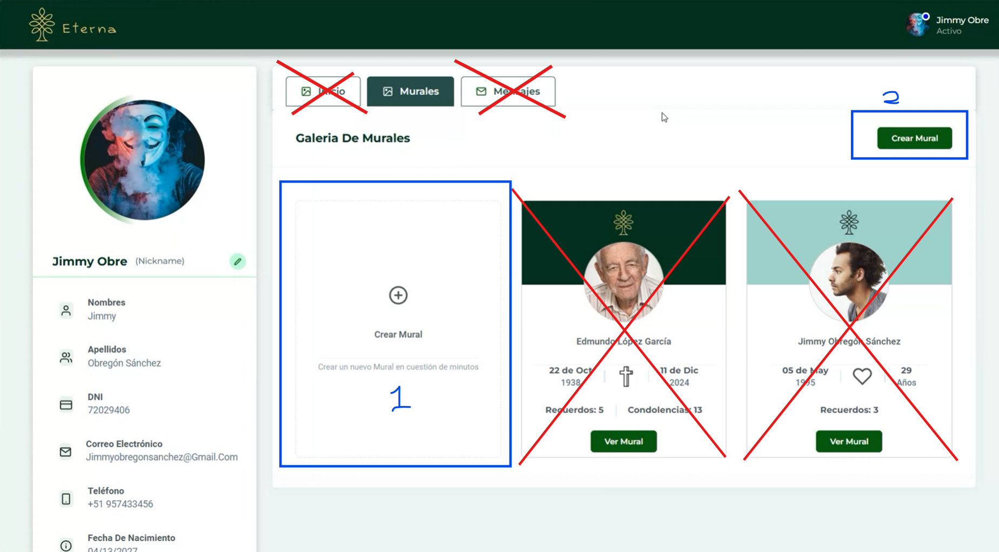 Eterna
Jimmy Obre
Activo
Inicio
Murales
Mensajes
2
Galeria De Murales
Crear Mural
Jimmy Obre (Nickname)
Nombres
Jimmy
Apellidos
Obregón Sánchez
DNI
72029406
Correo Electrónico
Jimmyobregonsanchez@Gmail.Com
Teléfono
+51 957433456
Fecha De Nacimiento
04/13/2027
Crear Mural
Crear un nuevo Mural en cuestión de minutos
1
Edmundo López García
22 de Oct
1938
11 de Dic
2024
Recuerdos: 5
Condolencias: 13
Ver Mural
Jimmy Obregón Sánchez
05 de May
1995
29
Años
Recuerdos: 3
Ver Mural